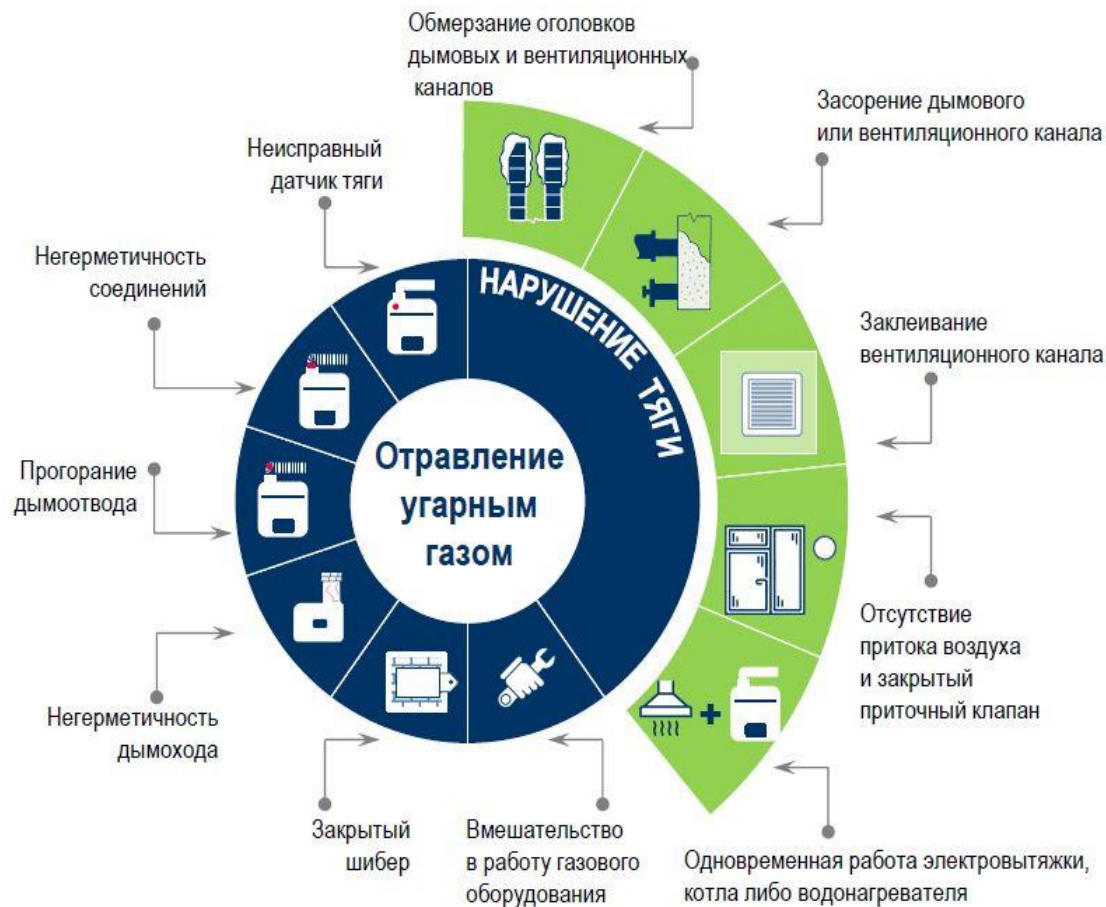 Обмерзание оголовков
дымовых и вентиляционных
каналов
Засорение дымового
или вентиляционного канала
Неисправный
датчик тяги
Негерметичность
соединений
НАРУШЕНИЕ ТЯГИ
Заклеивание
вентиляционного канала
Прогорание
дымоотвода
Отравление
угарным
газом
Отсутствие
притока воздуха
и закрытый
приточный клапан
Негерметичность
дымохода
Закрытый
шибер
Вмешательство
в работу газового
оборудования
Одновременная работа электровытяжки,
котла либо водонагревателя